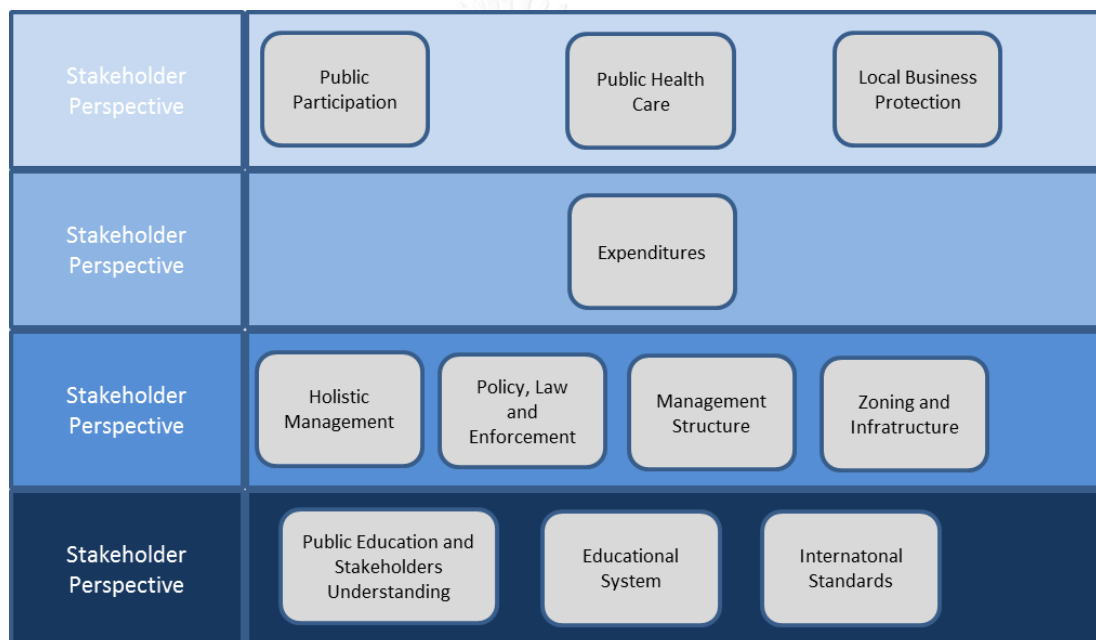 Stakeholder
Perspective
Public
Participation
Public Health
Care
Local Business
Protection
Stakeholder
Perspective
Expenditures
Stakeholder
Perspective
Holistic
Management
Policy, Law
and
Enforcement
Management
Structure
Zoning and
Infratructure
Stakeholder
Perspective
Public Education and
Stakeholders
Understanding
Educational
System
Internatonal
Standards